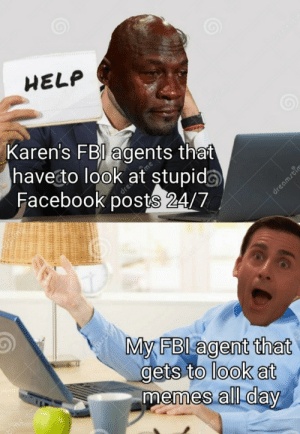 HELP
Karen's FBI agents that
have to look at stupid
Facebook posts 24/7
My FBI agent that
gets to look at
memes all day